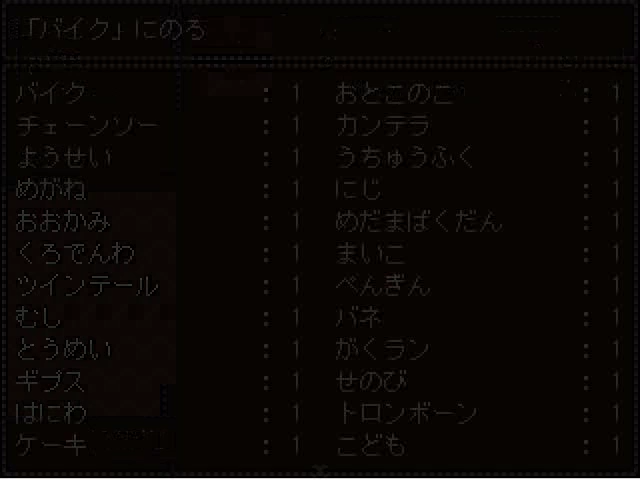 「バイク」にのる
バイク : 1 おとこのこ : 1
チェーンソー : 1 カンテラ : 1
ようせい : 1 うちゅうふく : 1
めがね : 1 にじ : 1
おおかみ : 1 めだまばくだん : 1
くろでんわ : 1 まいこ : 1
ツインテール : 1 ぺんぎん : 1
むし : 1 バネ : 1
とうめい : 1 がくラン : 1
ギプス : 1 せのび : 1
はにわ : 1 トロンボーン : 1
ケーキ : 1 こども : 1